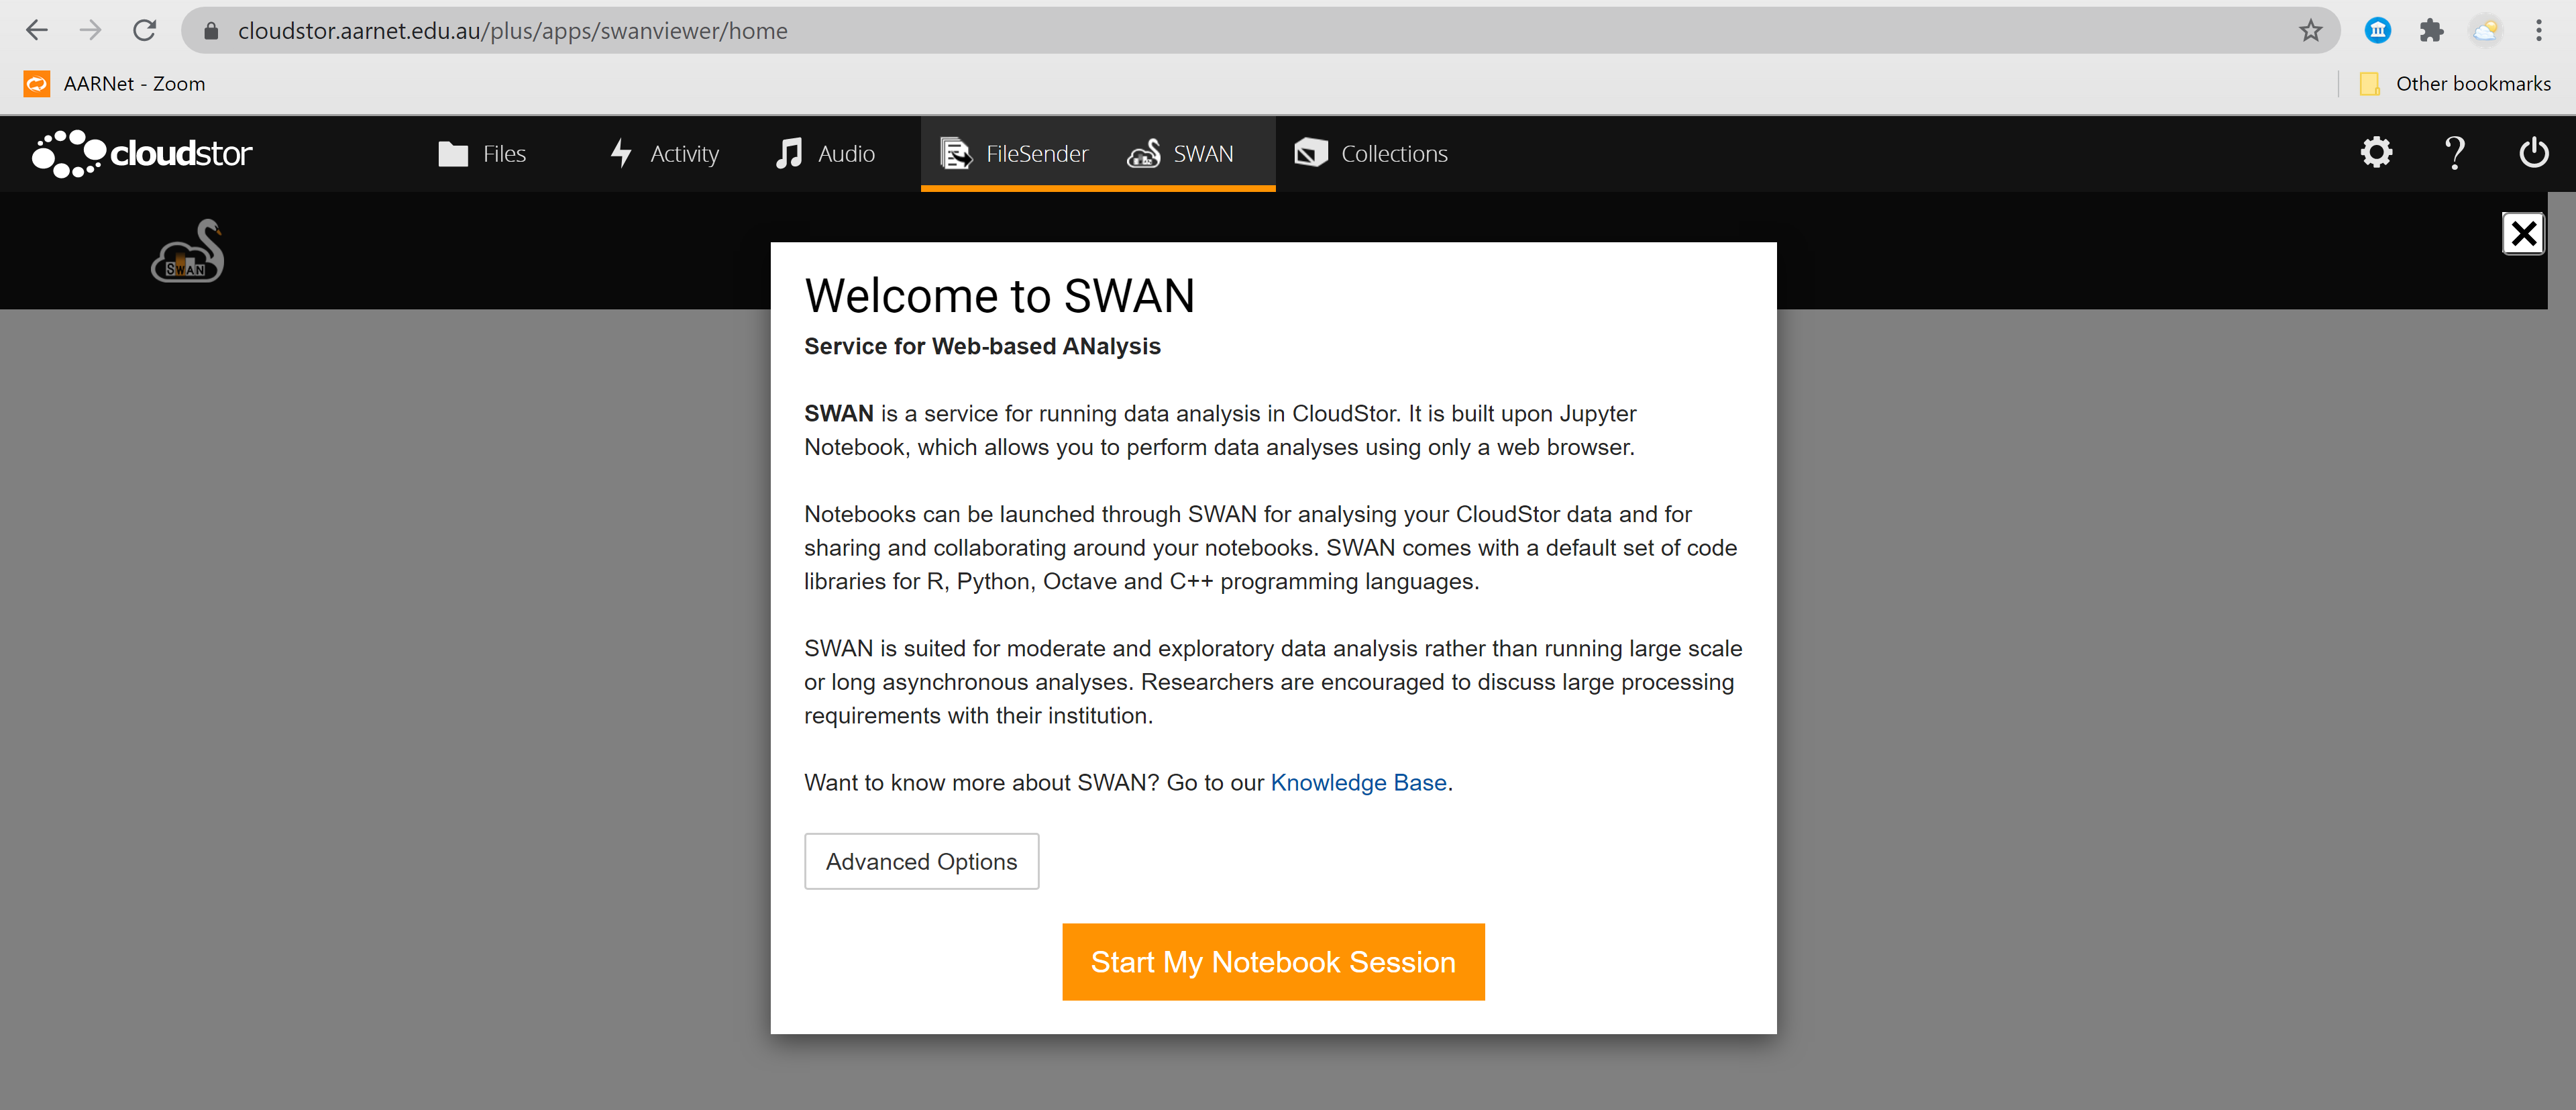 cloudstor.aarnet.edu.au/plus/apps/swanviewer/home
AARNet - Zoom
Other bookmarks
cloudstor
Files
Activity
Audio
FileSender
SWAN
Collections
?
SWAN
Welcome to SWAN
Service for Web-based ANalysis
SWAN is a service for running data analysis in CloudStor. It is built upon Jupyter
Notebook, which allows you to perform data analyses using only a web browser.
Notebooks can be launched through SWAN for analysing your CloudStor data and for
sharing and collaborating around your notebooks. SWAN comes with a default set of code
libraries for R, Python, Octave and C++ programming languages.
SWAN is suited for moderate and exploratory data analysis rather than running large scale
or long asynchronous analyses. Researchers are encouraged to discuss large processing
requirements with their institution.
Want to know more about SWAN? Go to our Knowledge Base.
Advanced Options
Start My Notebook Session